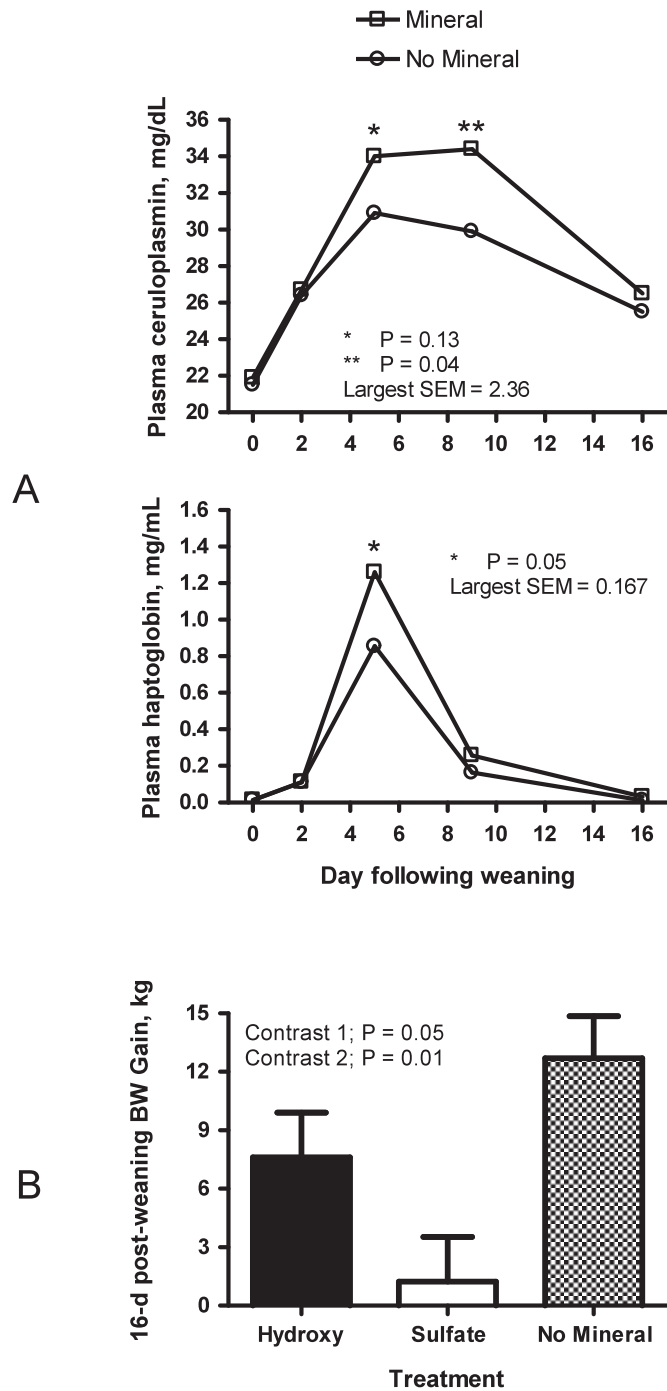 Mineral
No Mineral
Plasma ceruloplasmin, mg/dL
36
34
32
30
28
26
24
22
20
* **
* P = 0.13
** P = 0.04
Largest SEM = 2.36
0 2 4 6 8 10 12 14 16
A
Plasma haptoglobin, mg/mL
1.6
1.4
1.2
1.0
0.8
0.6
0.4
0.2
0.0
*
* P = 0.05
Largest SEM = 0.167
0 2 4 6 8 10 12 14 16
Day following weaning
B
16-d post-weaning BW Gain, kg
15
12
9
6
3
0
Contrast 1; P = 0.05
Contrast 2; P = 0.01
Hydroxy Sulfate No Mineral
Treatment